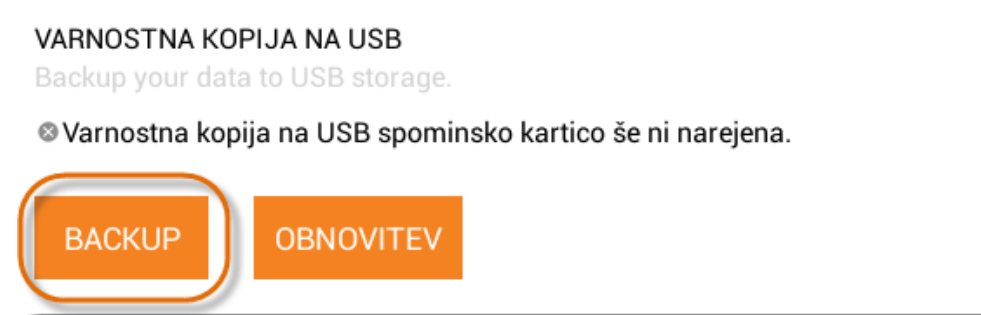 VARNOSTNA KOPIJA NA USB
Backup your data to USB storage.
Varnostna kopija na USB spominsko kartico še ni narejena.
BACKUP OBNOVITEV